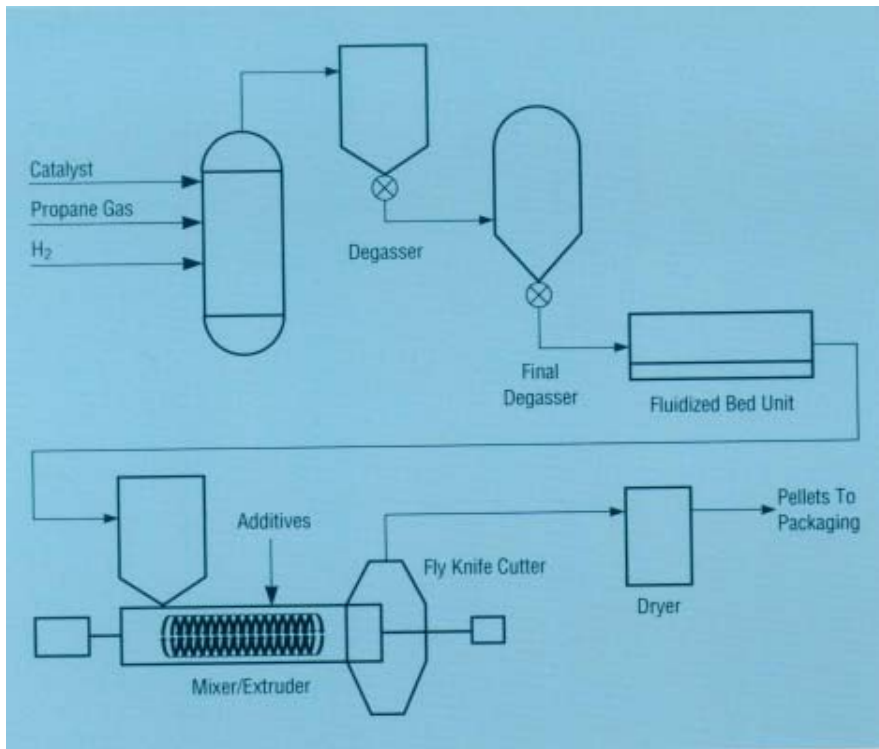 Catalyst
Propane Gas
H₂
Degasser
Final
Degasser
Fluidized Bed Unit
Additives
Fly Knife Cutter
Pellets To
Packaging
Dryer
Mixer/Extruder